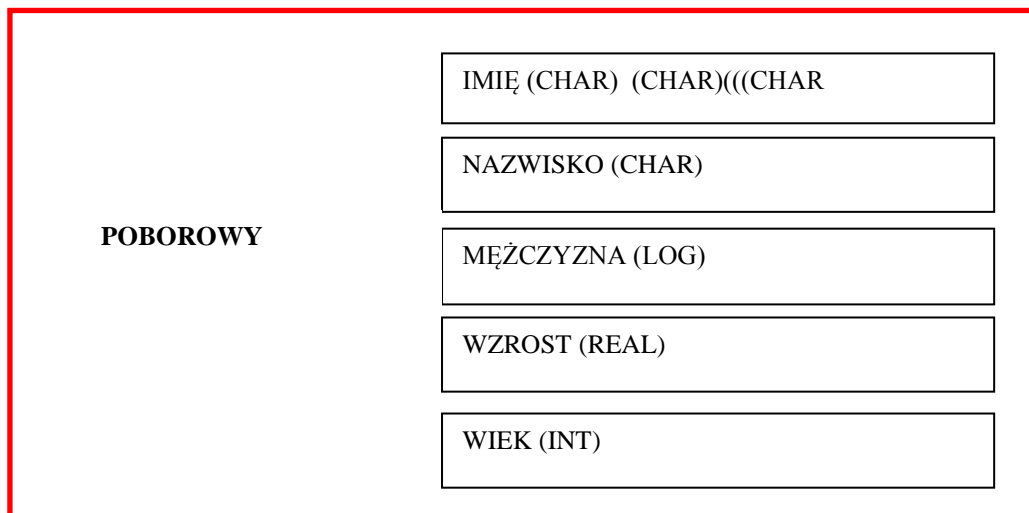 IMIĘ (CHAR) (CHAR)(((CHAR
NAZWISKO (CHAR)
POBOROWY
MĘŻCZYZNA (LOG)
WZROST (REAL)
WIEK (INT)